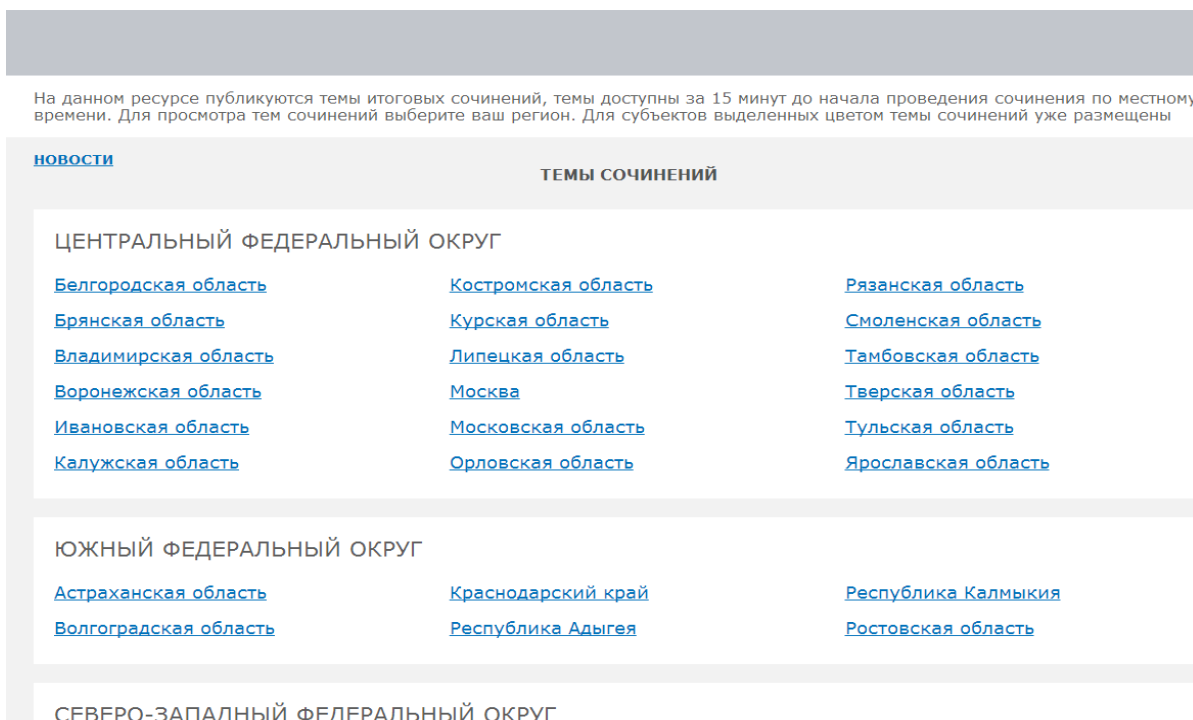 На данном ресурсе публикуются темы итоговых сочинений, темы доступны за 15 минут до начала проведения сочинения по местному
времени. Для просмотра тем сочинений выберите ваш регион. Для субъектов выделенных цветом темы сочинений уже размещены
НОВОСТИ
ТЕМЫ СОЧИНЕНИЙ
ЦЕНТРАЛЬНЫЙ ФЕДЕРАЛЬНЫЙ ОКРУГ
Белгородская область Костромская область Рязанская область
Брянская область Курская область Смоленская область
Владимирская область Липецкая область Тамбовская область
Воронежская область Москва Тверская область
Ивановская область Московская область Тульская область
Калужская область Орловская область Ярославская область
ЮЖНЫЙ ФЕДЕРАЛЬНЫЙ ОКРУГ
Астраханская область Краснодарский край Республика Калмыкия
Волгоградская область Республика Адыгея Ростовская область
СЕВЕРО-ЗАПАДНЫЙ ФЕДЕРАЛЬНЫЙ ОКРУГ